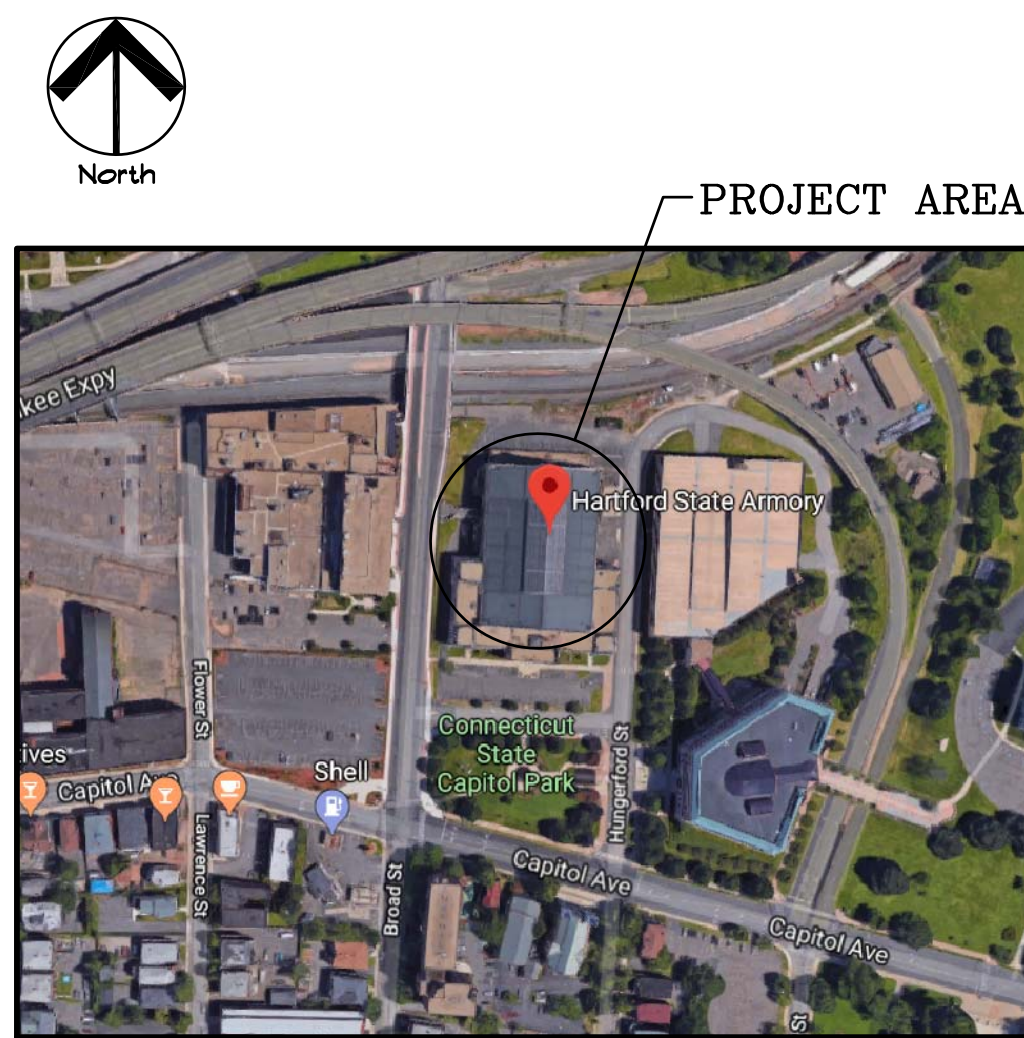 North
PROJECT AREA
kee Expy
Hartford State Armory
Flower St
Connecticut
State
Capitol Park
Hungerford St
ives
Capitol Ave
Shell
Lawrence St
Broad St
Capitol Ave
Capitol Ave
St